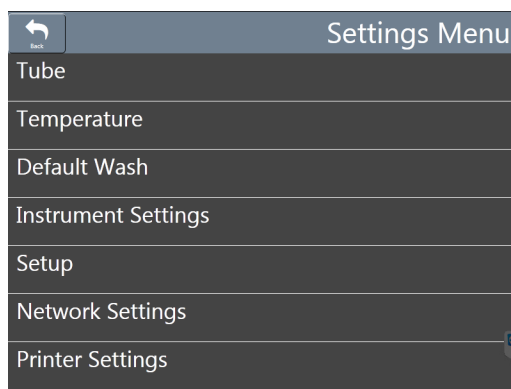 Settings Menu
Back
Tube
Temperature
Default Wash
Instrument Settings
Setup
Network Settings
Printer Settings